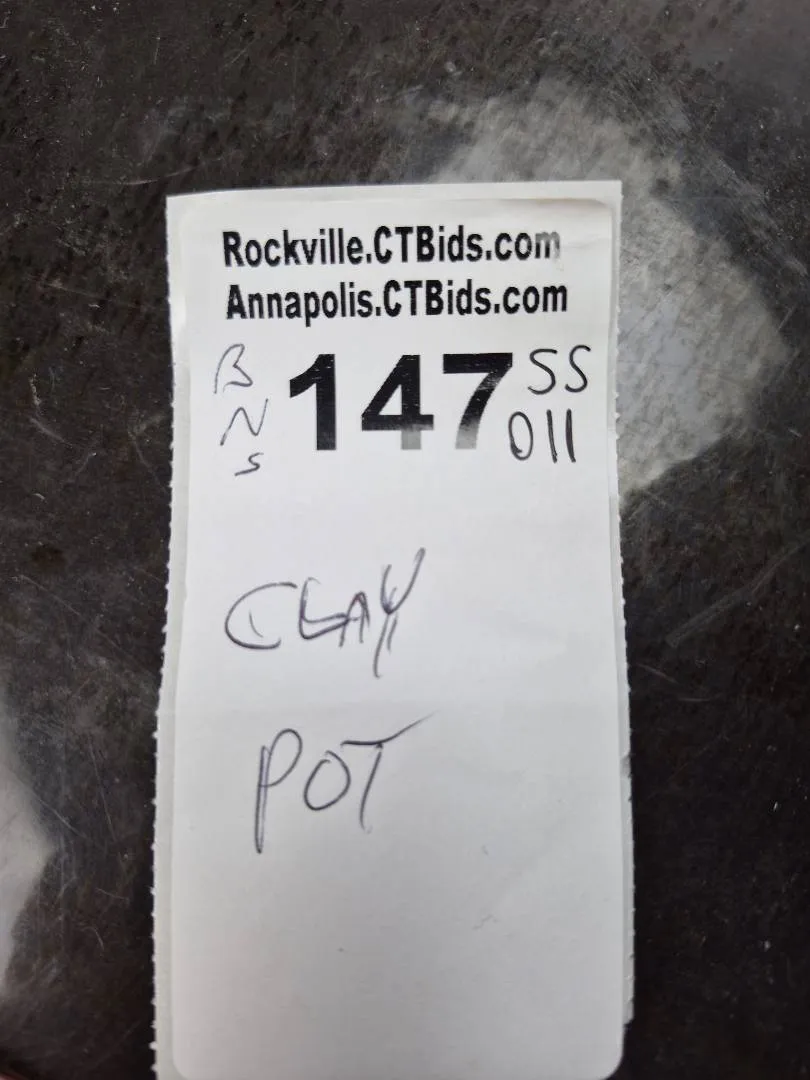 Rockville.CTBids.com
Annapolis.CTBids.com
B 147 SS
N 011
S
CLAY
POT